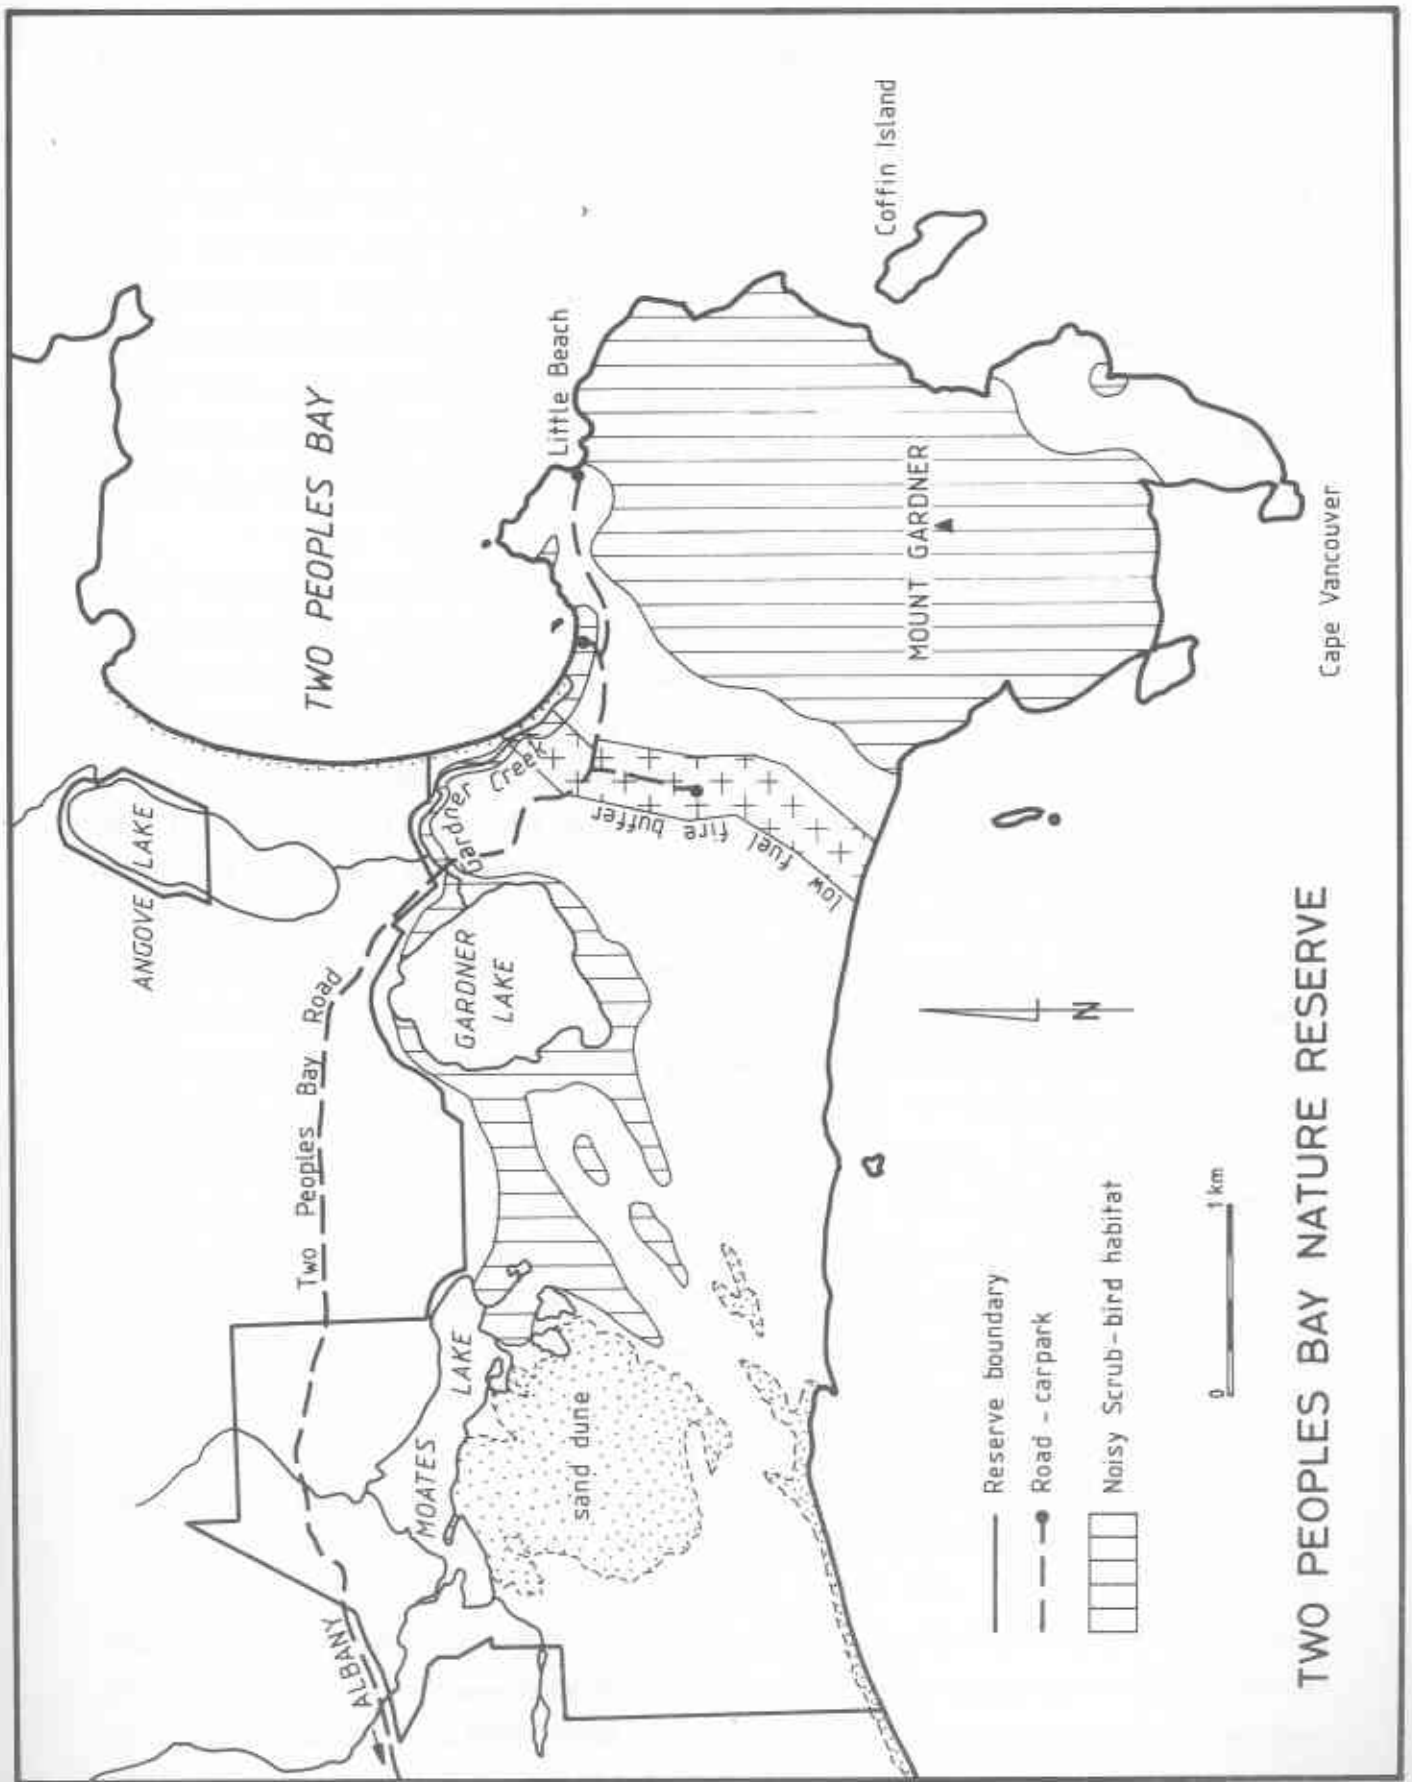 TWO PEOPLES BAY
ANGOVE LAKE
Coffin Island
Little Beach
Gardner Creek
Two Peoples Bay Road
GARDNER
LAKE
MOUNT GARDNER
low fuel fire buffer
MOATES LAKE
ALBANY
sand dune
Cape Vancouver
N
Reserve boundary
Road - carpark
Noisy Scrub-bird habitat
0 1km
TWO PEOPLES BAY NATURE RESERVE